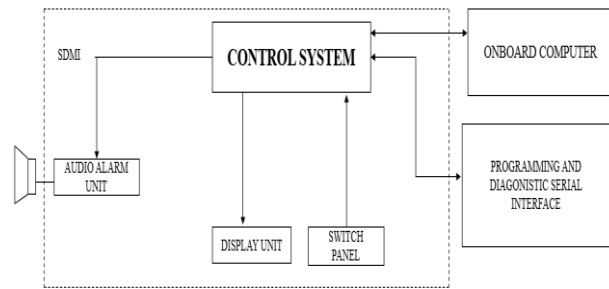 SDMI
CONTROL SYSTEM
ONBOARD COMPUTER
AUDIO ALARM
UNIT
PROGRAMMING AND
DIAGONISTIC SERIAL
INTERFACE
DISPLAY UNIT
SWITCH
PANEL